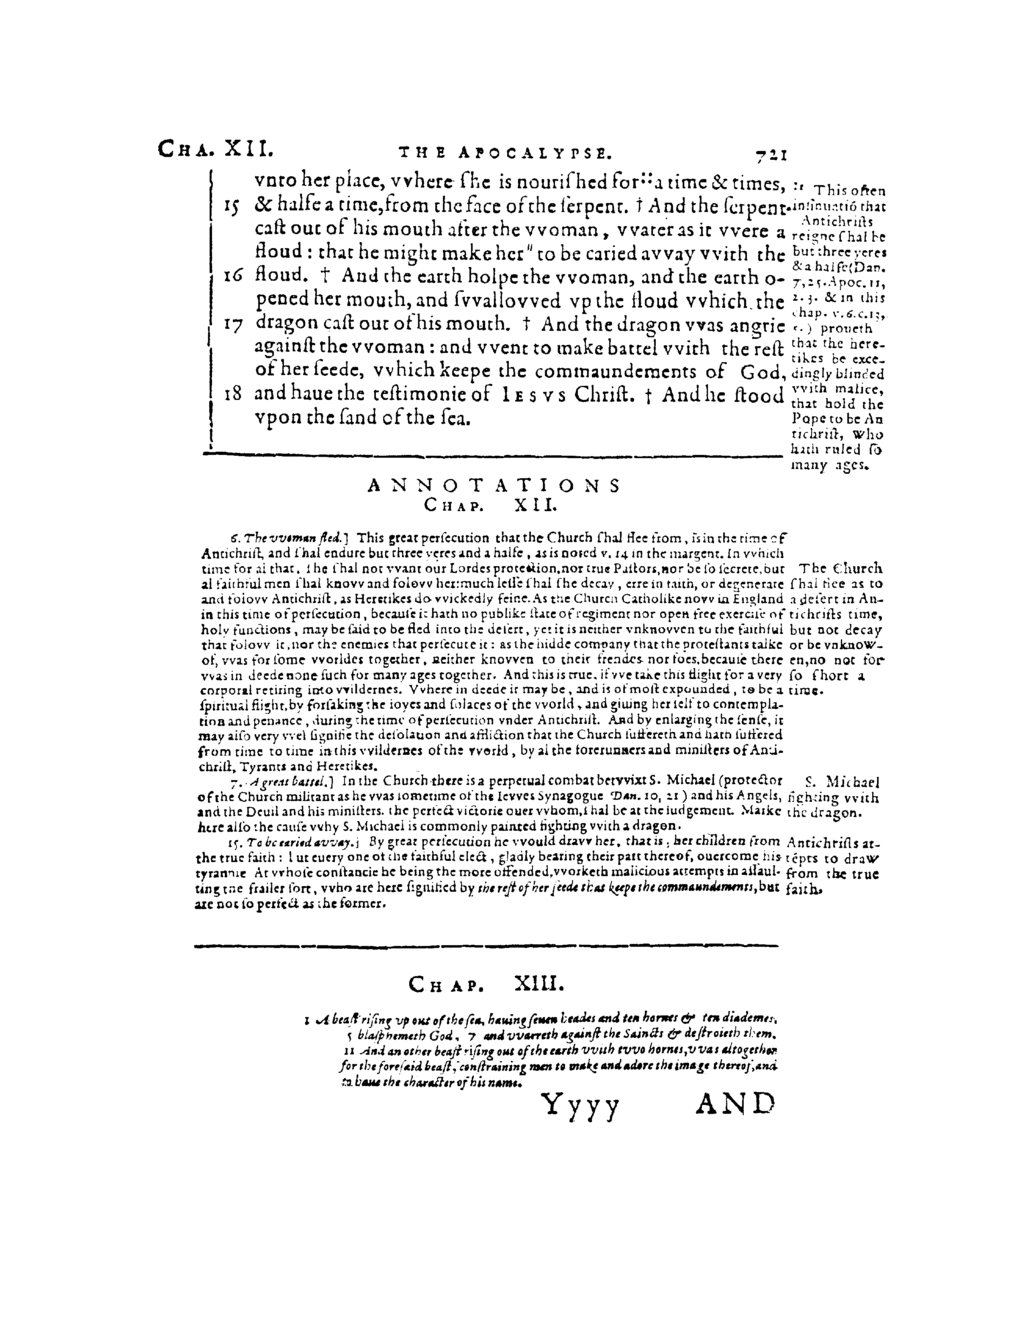 CHA. XII. THE APOCALYPSE. 721
vnto her place, vvhere ſhe is nouriſhed for :: a time & times,
15 & halfe a time, from the face of the ſerpent. † And the ſerpent
caſt out of his mouth after the vvoman, vvater as it vvere a
floud : that he might make her " to be caried avvay vvith the
16 floud. † And the earth holpe the vvoman, and the earth o-
pened her mouth, and ſvvallovved vp the floud vvhich the
17 dragon caſt out of his mouth. † And the dragon vvas angrie
againſt the vvoman : and vvent to make battel vvith the reſt
of her ſeede, vvhich keepe the commaundements of God,
18 and haue the teſtimonie of IESVS Chriſt. † And he ſtood
vpon the ſand of the ſea.
:: This often
inſinuatiõ that
Antichriſts
reigne ſhal be
but three yeres
& a halfe (Dan.
7,25. Apoc. 11,
2. 3. & in this
chap. v. 6. c. 13,
5.) proueth
that the here-
tikes be exce-
dingly blinded
vvith malice,
that hold the
Pope to be An
tichriſt, who
hath ruled ſo
many ages.
ANNOTATIONS
CHAP. XII.
6. The vvoman fled.] This great perſecution that the Church ſhal flee from, is in the time of
Antichriſt, and ſhal endure but three yeres and a halfe, as is noted v. 14 in the margent. In vvhich
time for al that, ſhe ſhal not vvant our Lordes protection, nor true Paſtors, nor be ſo ſecrete, but
al faithful men ſhal knovv and folovv her: much leſſe ſhal ſhe decay, erre in faith, or degenerate
and folovv Antichriſt, as Heretikes do vvickedly feine. As the Church Catholike novv in England
in this time of perſecution, becauſe it hath no publike ſtate of regiment nor open free exerciſe of
holy functions, may be ſaid to be fled into the deſert, yet it is neither vnknovven to the faithful
that folovv it, nor the enemies that perſecute it : as the hidde company that the proteſtants talke
of, vvas for ſome vvorldes together, neither knovven to their frendes nor foes, becauſe there
vvas in deede none ſuch for many ages together. And this is true, if vve take this flight for a very
corporal retiring into vvildernes. Vvhere in deede it may be, and is of moſt expounded, to be a
ſpiritual flight, by forſaking the ioyes and ſolaces of the vvorld, and giuing her ſelf to contempla-
tion and penance, during the time of perſecution vnder Antichriſt. And by enlarging the ſenſe, it
may alſo very vvel ſignifie the deſolation and affliction that the Church ſuffereth and hath ſuffered
from time to time in this vvildernes of the vvorld, by al the forerunners and miniſters of Anti-
chriſt, Tyrants and Heretikes.
The Church
ſhal flee as to
a deſert in An-
tichriſts time,
but not decay
or be vnknow-
en, no not for
ſo ſhort a
time.
7. A great battel.] In the Church there is a perpetual combat betvvixt S. Michael (protector
of the Church militant as he vvas ſometime of the Ievves Synagogue Dan. 10, 21) and his Angels,
and the Deuil and his miniſters. the perfect victorie ouer vvhom, ſhal be at the iudgement. Marke
here alſo the cauſe vvhy S. Michael is commonly painted fighting vvith a dragon.
S. Michael
fighting vvith
the dragon.
15. To be caried avvay.] By great perſecution he vvould dravv her, that is, her children from
the true faith : but euery one of the faithful elect, gladly bearing their part thereof, ouercome his
tyrannie. At vvhoſe conſtancie he being the more offended, vvorketh malicious attempts in aſſaul-
ting the frailer ſort, vvho are here ſignified by the reſt of her ſeede that keepe the commaundements, but
are not ſo perfect as the former.
Antichriſts at-
tẽpts to draw
from the true
faith.
CHAP. XIII.
1 A beaſt riſing vp out of the ſea, hauing ſeuen heades and ten hornes & ten diademes,
5 blaſphemeth God, 7 and vvarreth againſt the Saincts & deſtroieth them.
11 And an other beaſt riſing out of the earth vvith tvvo hornes, vvas altogether
for the foreſaid beaſt, conſtraining men to make and adore the image thereof, and
to haue the character of his name.
Yyyy AND